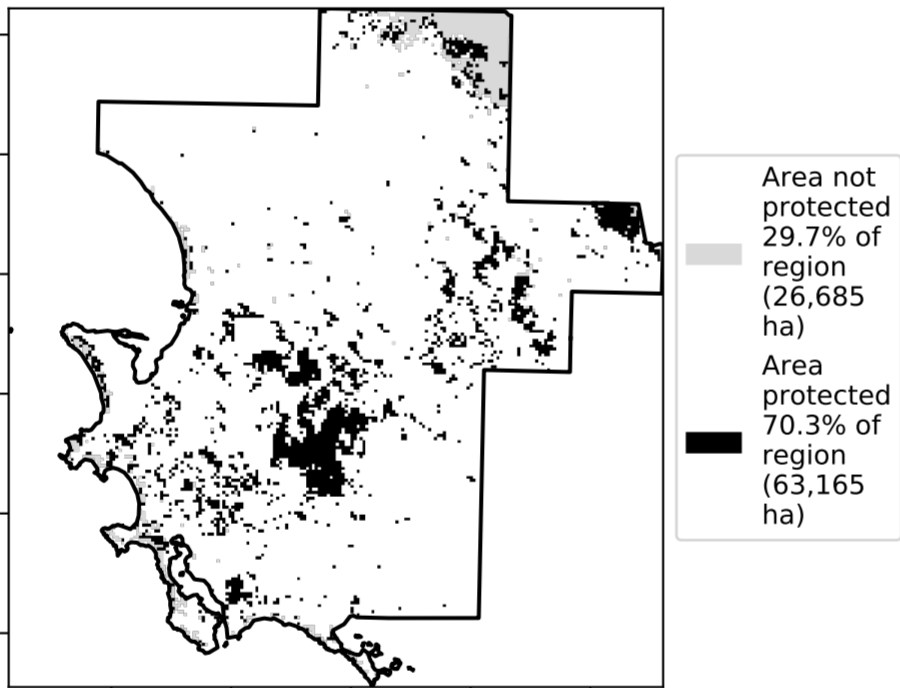 Area not
protected
29.7% of
region
(26,685
ha)
Area
protected
70.3% of
region
(63,165
ha)